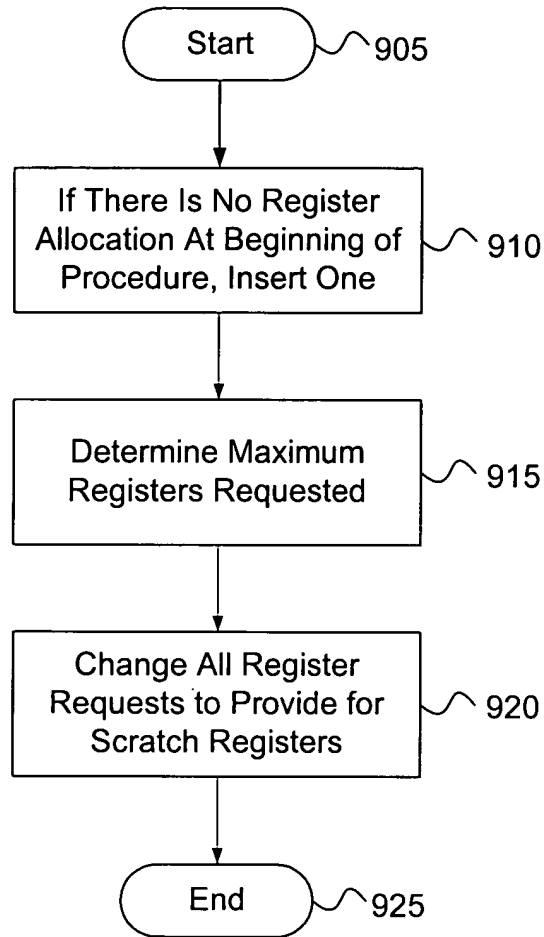 Start
905
If There Is No Register
Allocation At Beginning of
Procedure, Insert One
910
Determine Maximum
Registers Requested
915
Change All Register
Requests to Provide for
Scratch Registers
920
End
925